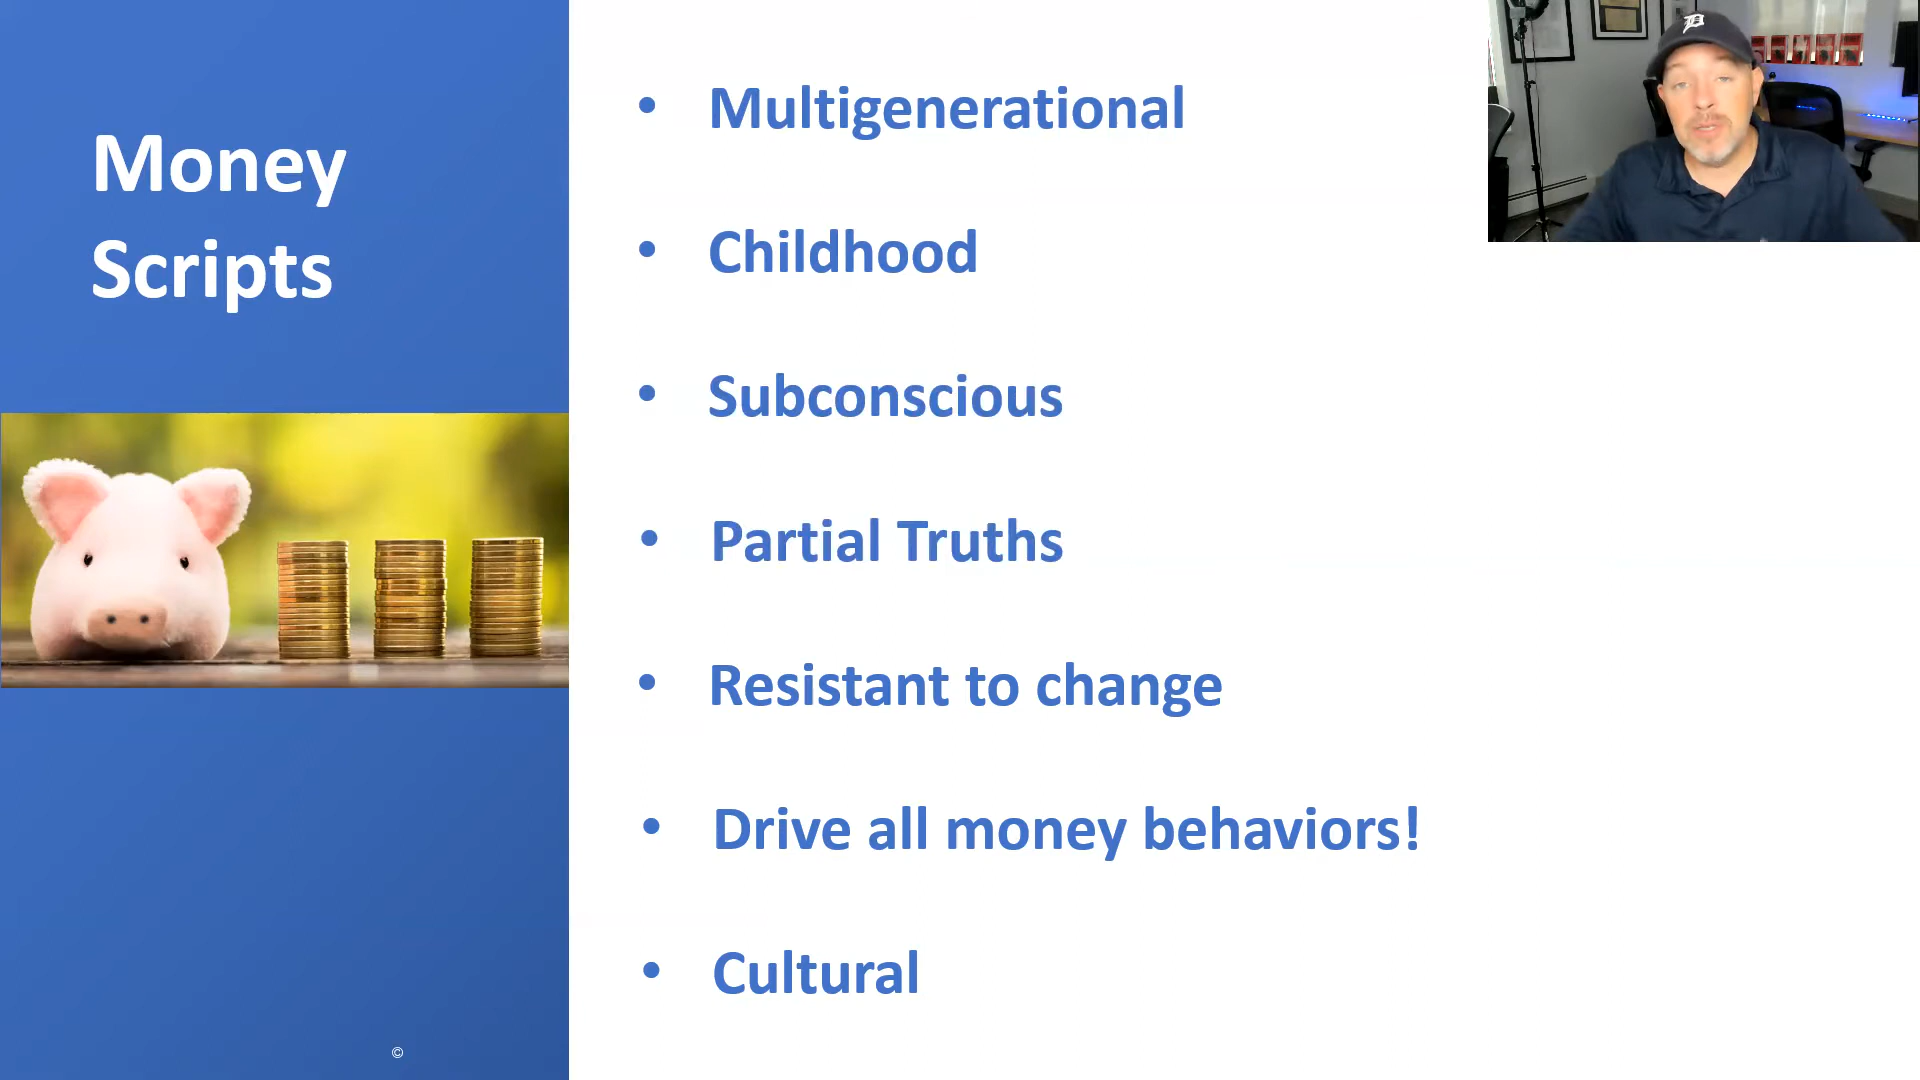 Money
Scripts
• Multigenerational
• Childhood
• Subconscious
• Partial Truths
• Resistant to change
• Drive all money behaviors!
• Cultural
©